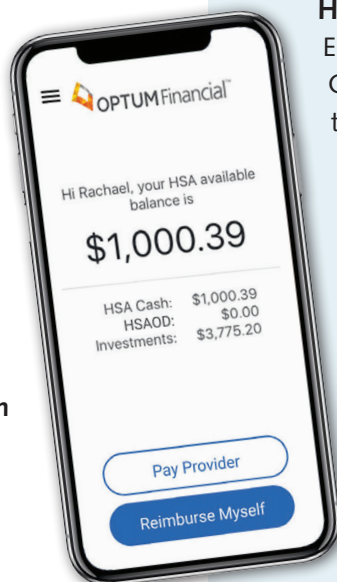 OPTUM Financial™
Hi Rachael, your HSA available
balance is
$1,000.39
HSA Cash: $1,000.39
HSAOD: $0.00
Investments: $3,775.20
Pay Provider
Reimburse Myself